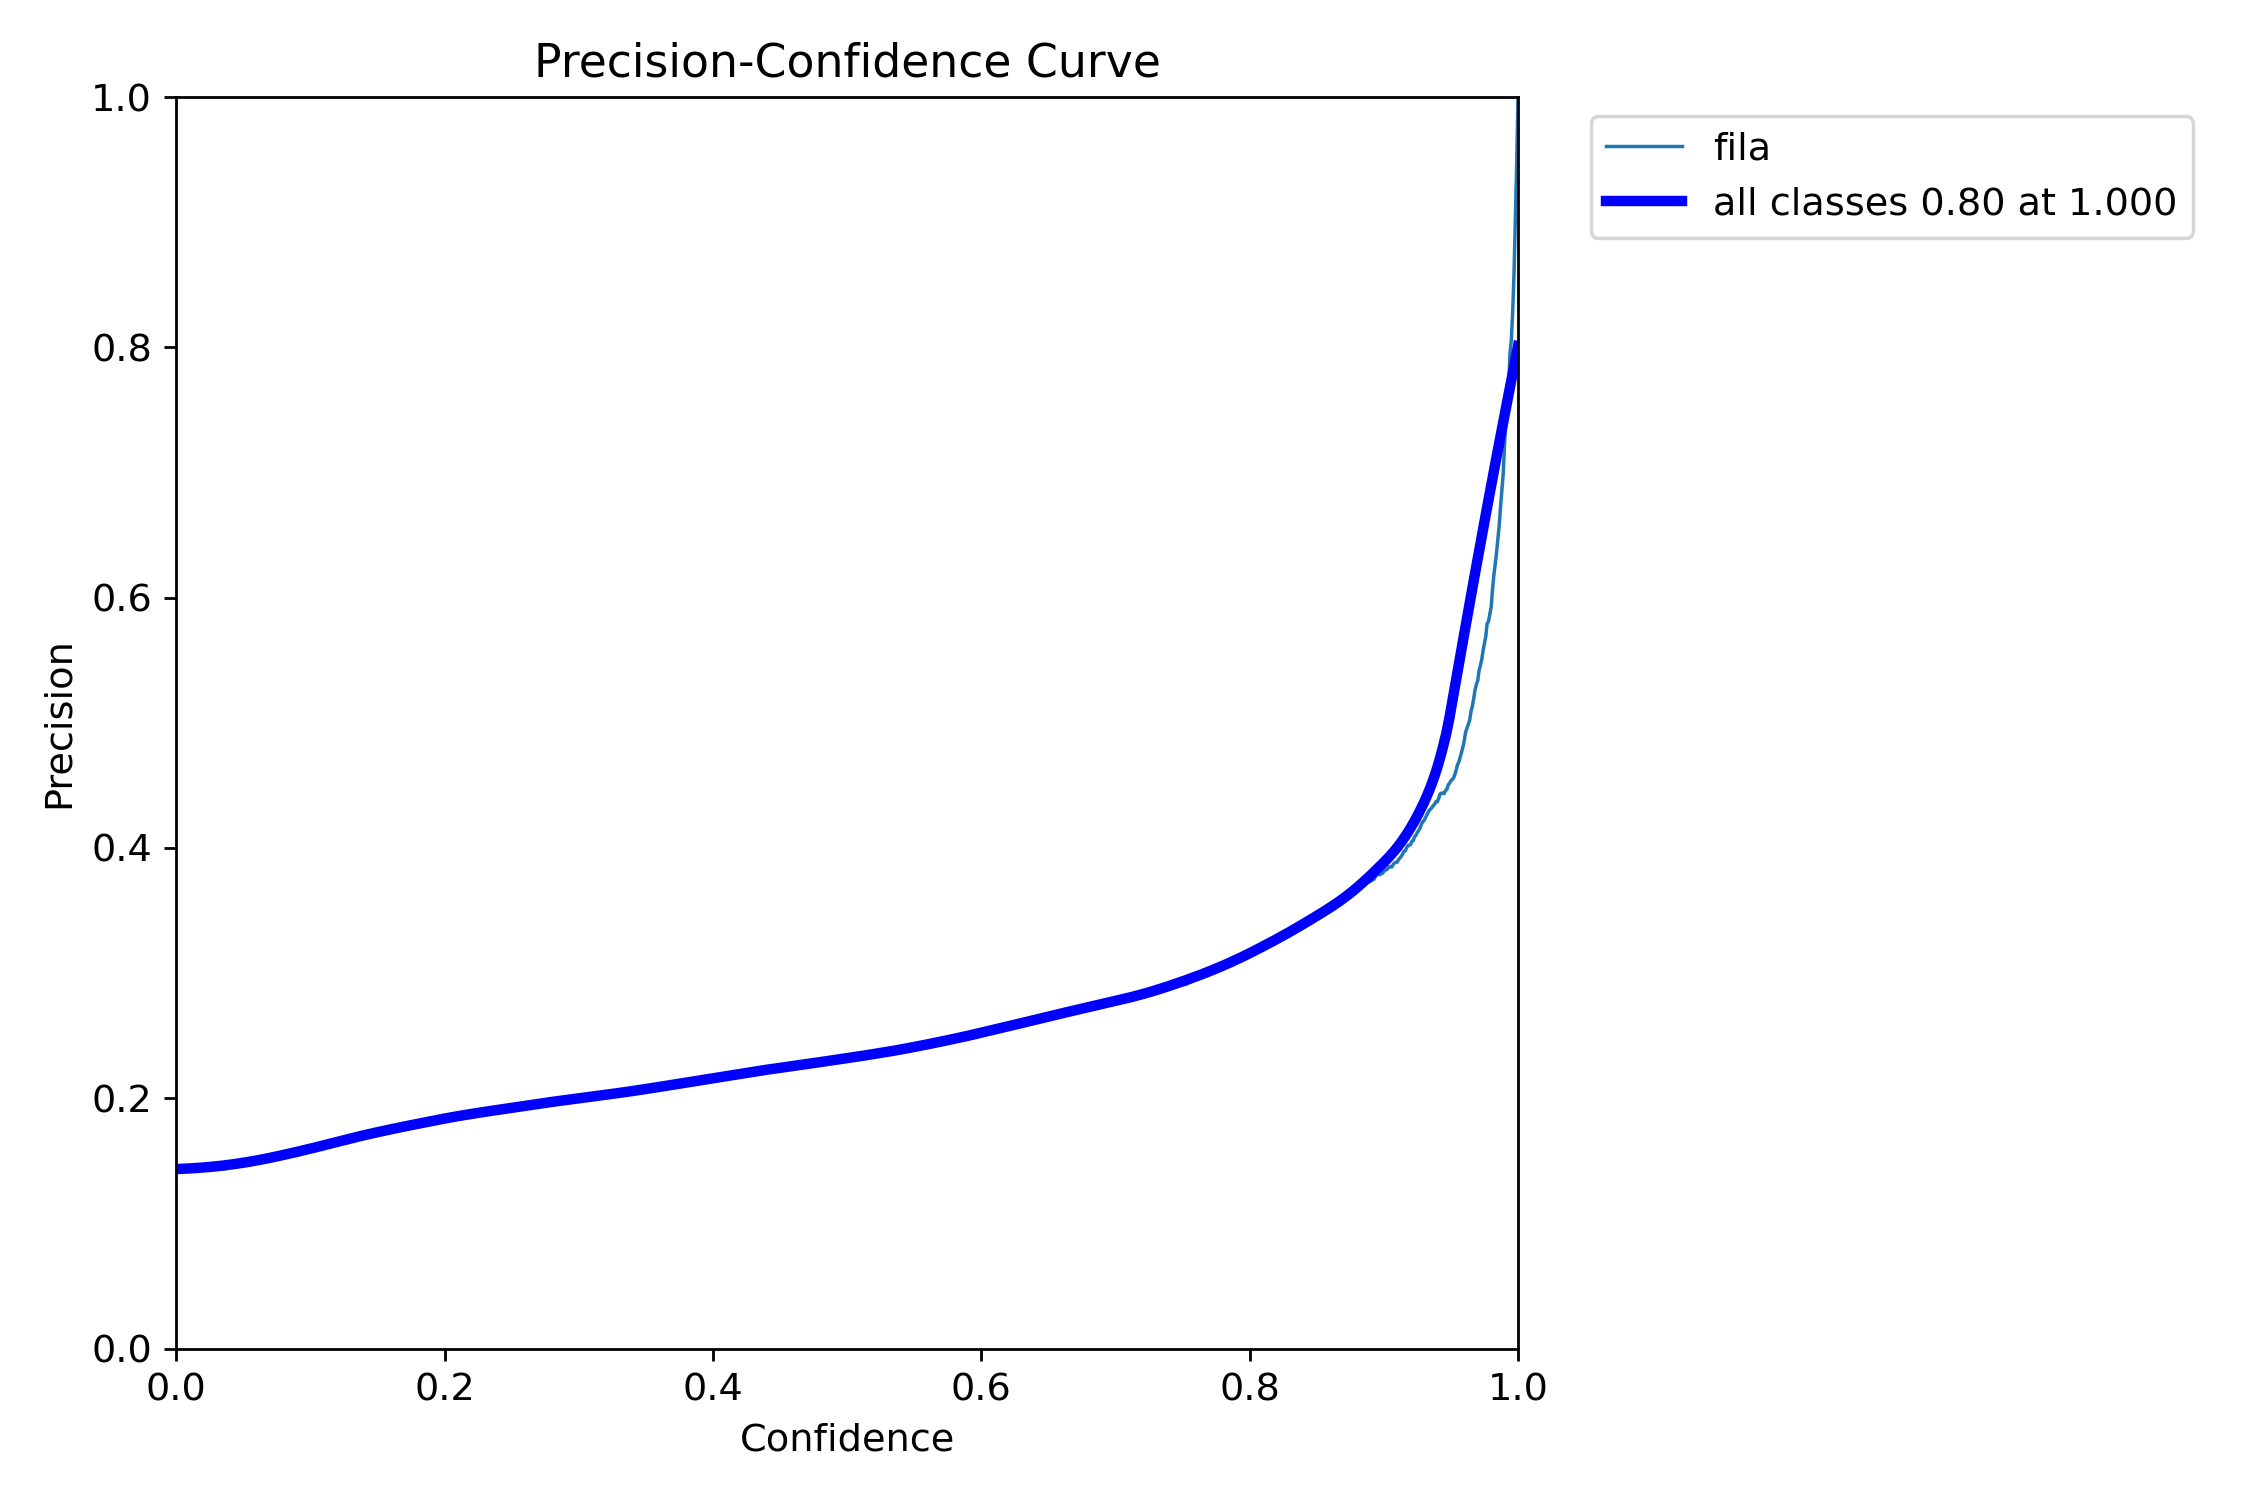 Precision-Confidence Curve
1.0
0.8
0.6
0.4
0.2
0.0
Precision
0.0 0.2 0.4 0.6 0.8 1.0
Confidence
fila
all classes 0.80 at 1.000